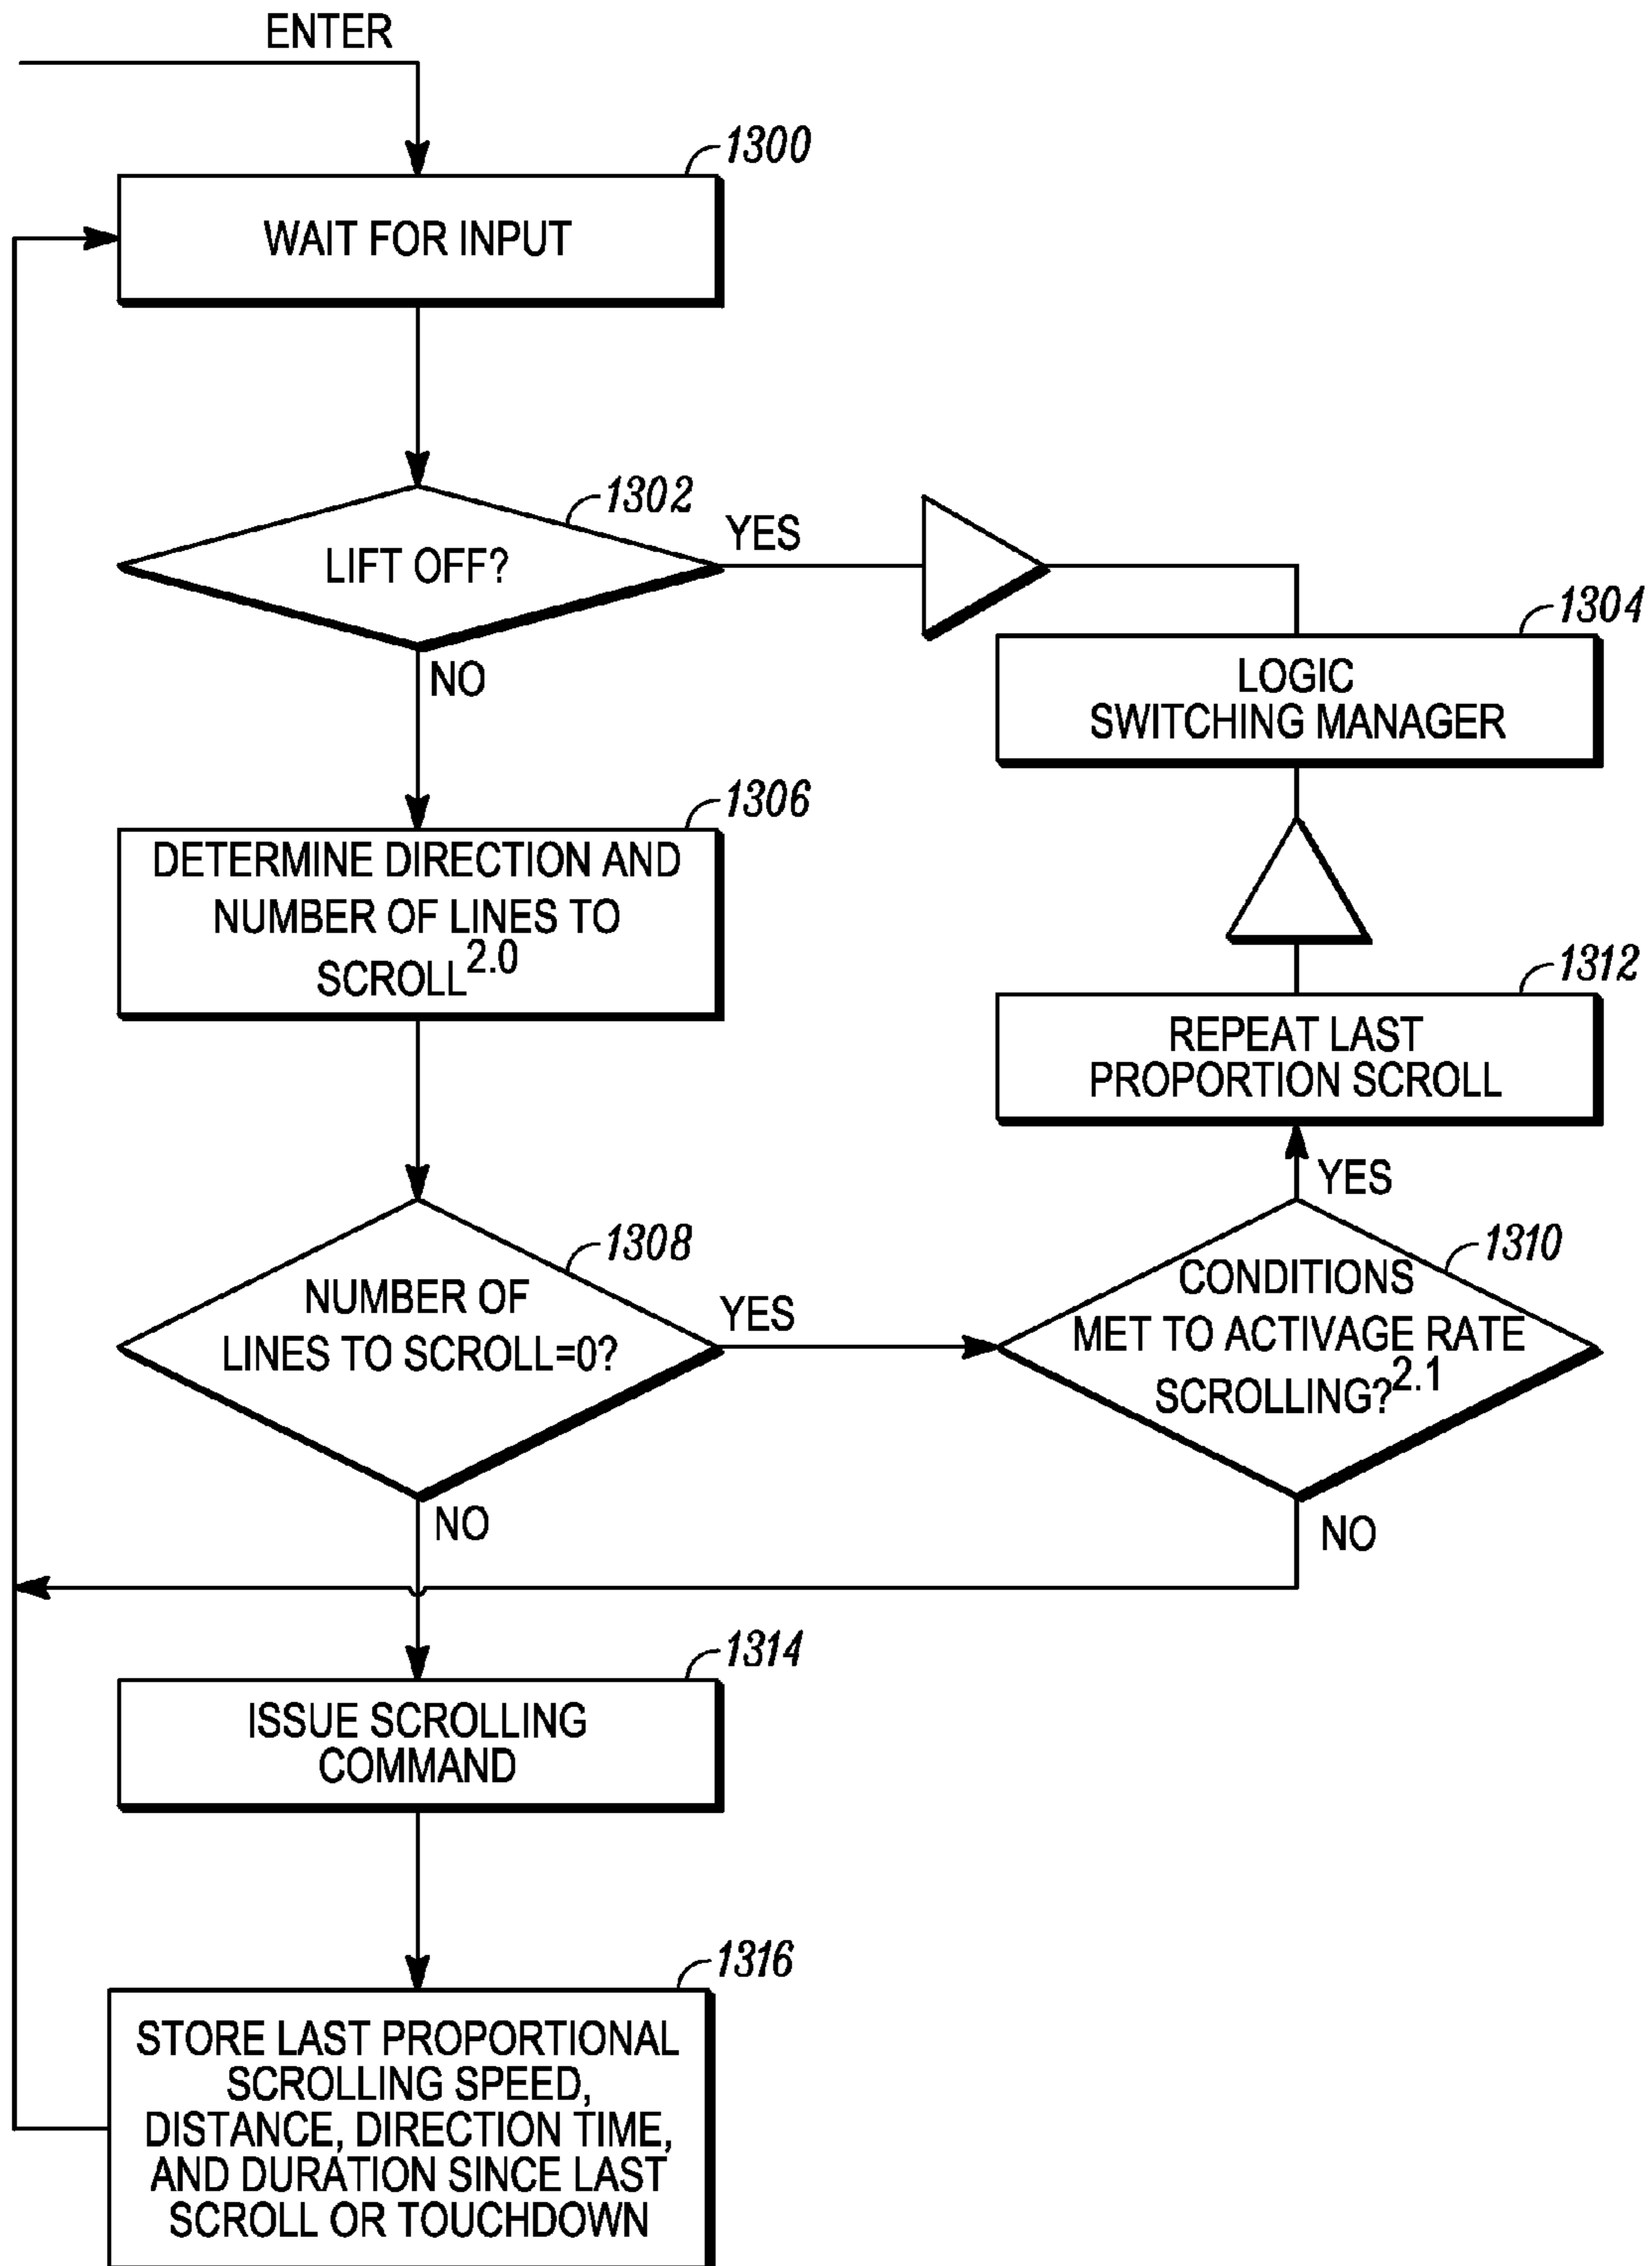 ENTER
1300
WAIT FOR INPUT
1302
LIFT OFF?
YES
NO
1304
LOGIC
SWITCHING MANAGER
1306
DETERMINE DIRECTION AND
NUMBER OF LINES TO
SCROLL2.0
1312
REPEAT LAST
PROPORTION SCROLL
YES
1308
NUMBER OF
LINES TO SCROLL=0?
YES
NO
1310
CONDITIONS
MET TO ACTIVAGE RATE
SCROLLING?2.1
NO
1314
ISSUE SCROLLING
COMMAND
1316
STORE LAST PROPORTIONAL
SCROLLING SPEED,
DISTANCE, DIRECTION TIME,
AND DURATION SINCE LAST
SCROLL OR TOUCHDOWN